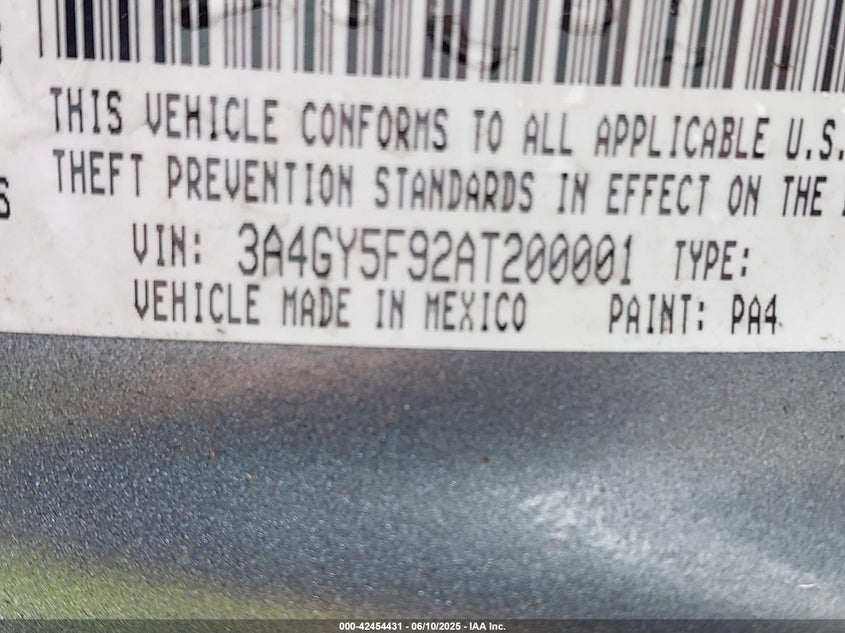 THIS VEHICLE CONFORMS TO ALL APPLICABLE U.S.
THEFT PREVENTION STANDARDS IN EFFECT ON THE
VIN: 3A4GY5F92AT200001 TYPE:
VEHICLE MADE IN MEXICO PAINT: PA4
000-42454431 - 06/10/2025 - IAA Inc.